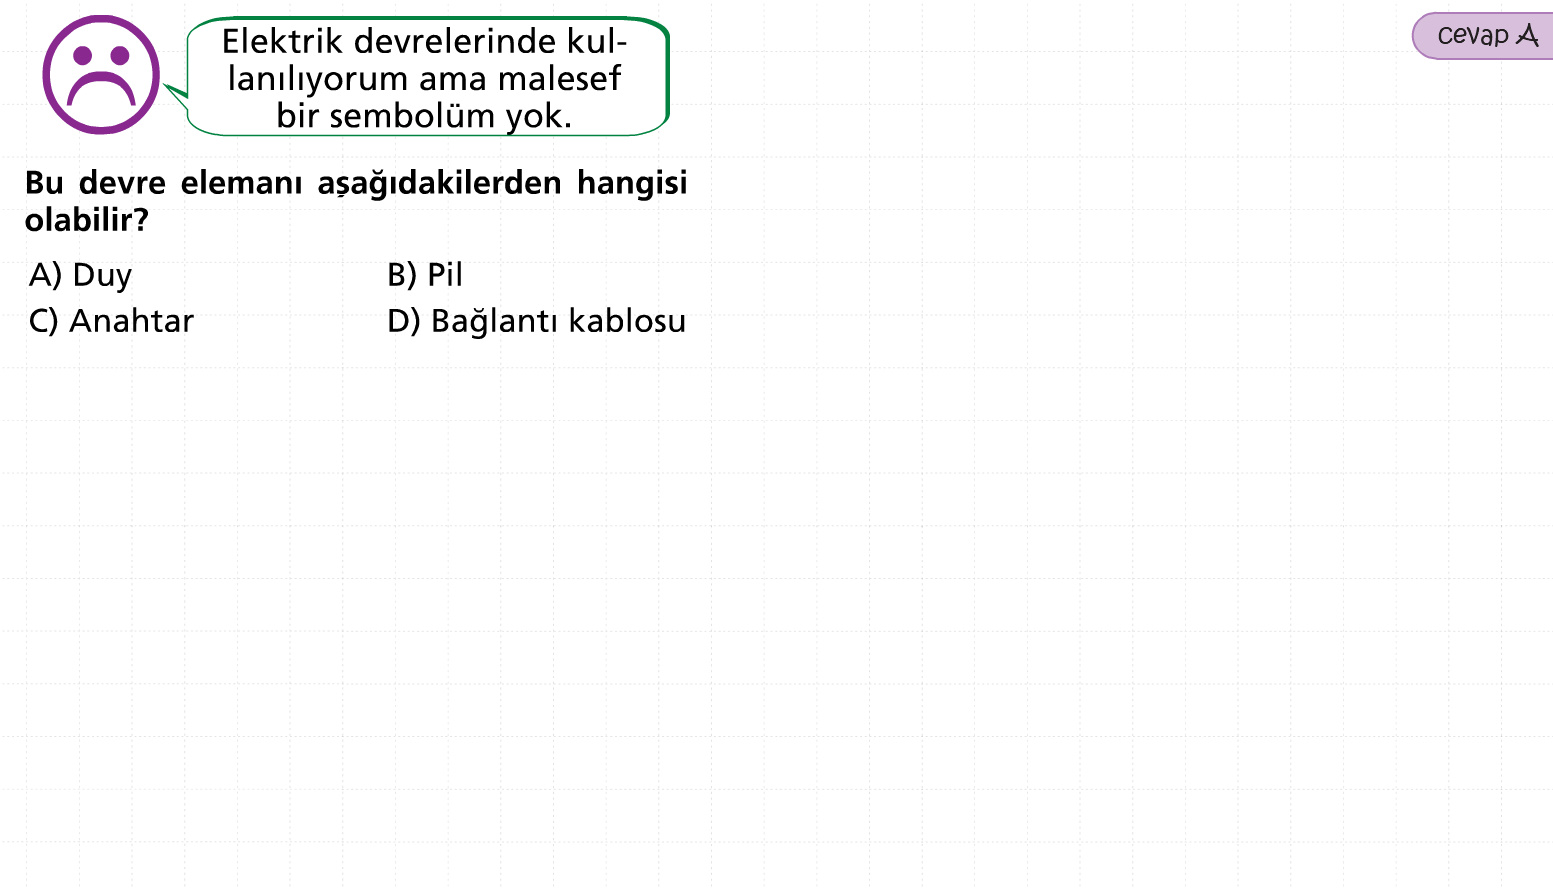 Elektrik devrelerinde kul-
lanılıyorum ama malesef
bir sembolüm yok.
cevap A
Bu devre elemanı aşağıdakilerden hangisi
olabilir?
A) Duy B) Pil
C) Anahtar D) Bağlantı kablosu